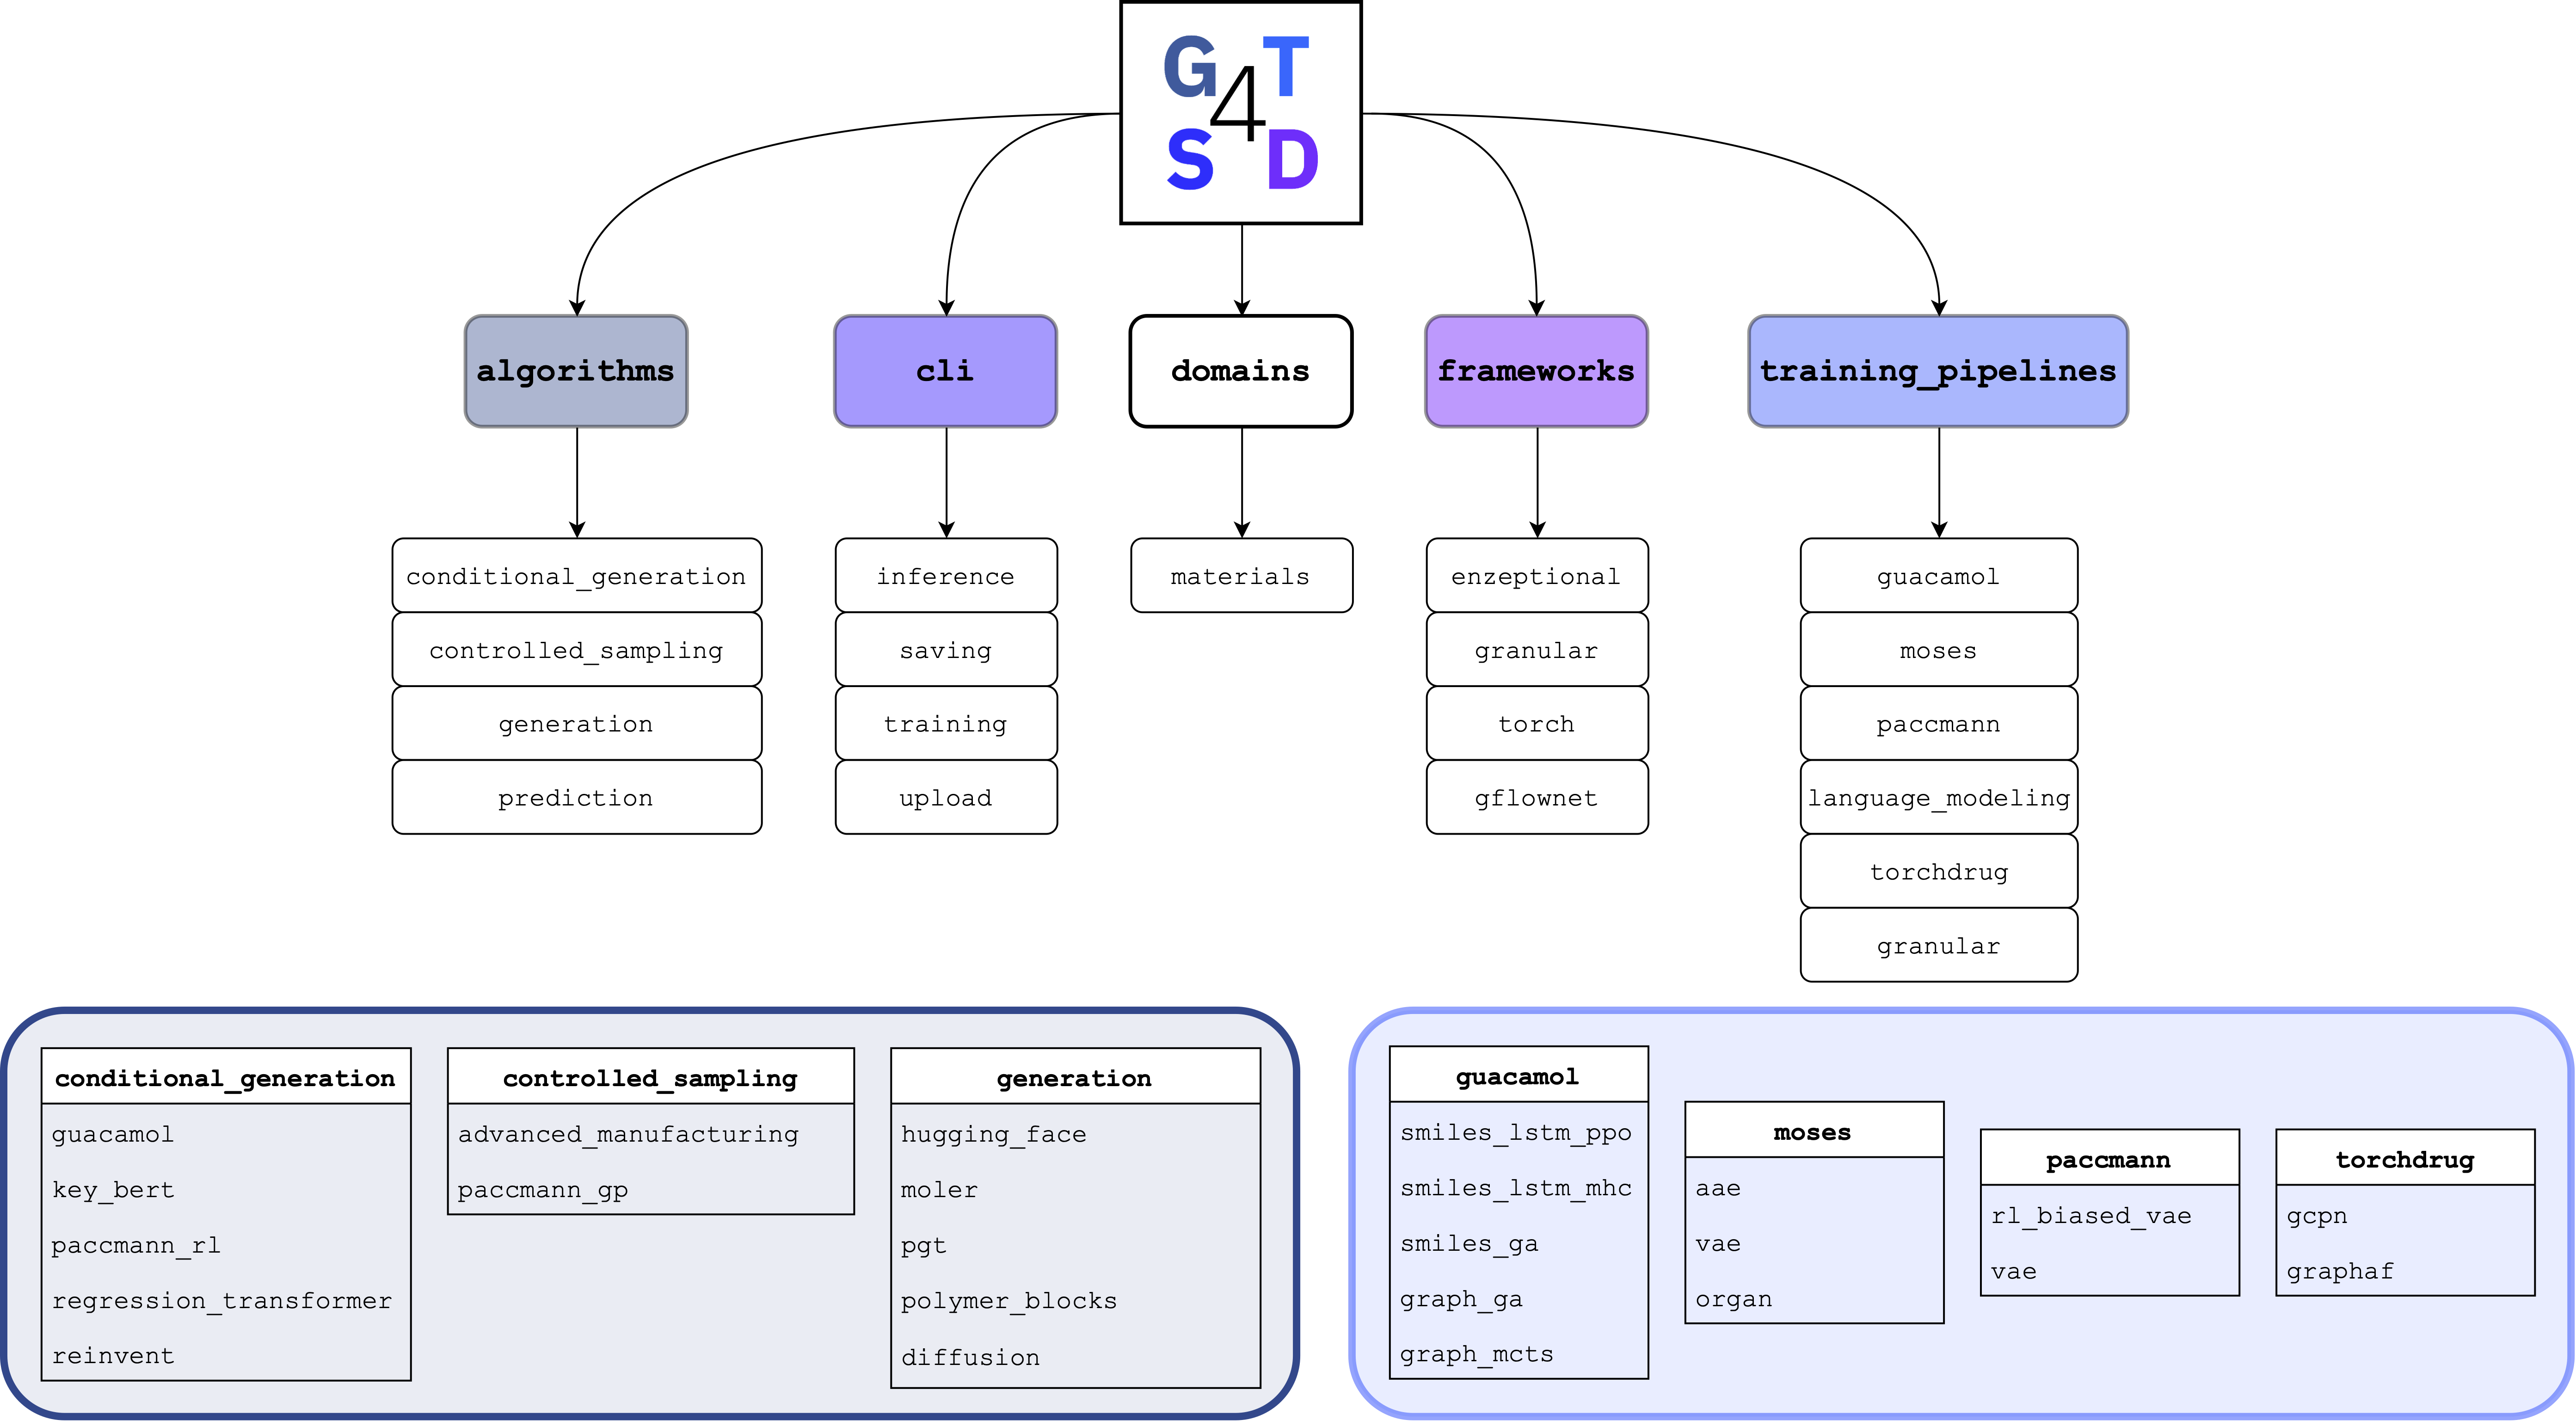 G T
4
S D
algorithms
cli
domains
frameworks
training_pipelines
conditional_generation
controlled_sampling
generation
prediction
inference
saving
training
upload
materials
enzeptional
granular
torch
gflownet
guacamol
moses
paccmann
language_modeling
torchdrug
granular
conditional_generation
guacamol
key_bert
paccmann_rl
regression_transformer
reinvent
controlled_sampling
advanced_manufacturing
paccmann_gp
generation
hugging_face
moler
pgt
polymer_blocks
diffusion
guacamol
smiles_lstm_ppo
smiles_lstm_mhc
smiles_ga
graph_ga
graph_mcts
moses
aae
vae
organ
paccmann
rl_biased_vae
vae
torchdrug
gcpn
graphaf